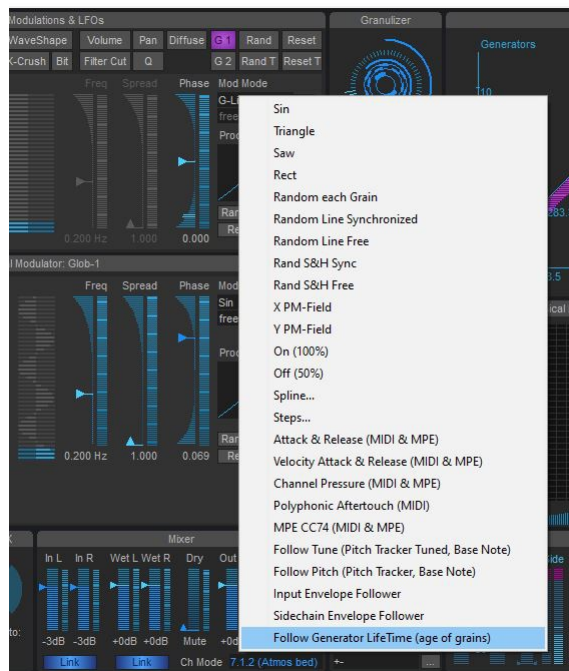 Modulations & LFOs
Granulizer
WaveShape Volume Pan Diffuse G 1 Rand Reset
X-Crush Bit Filter Cut Q G 2 Rand T Reset T
Generators
Freq Spread Phase Mod Mode
free
10
Sin
Triangle
Saw
Rect
Random each Grain
Random Line Synchronized
Random Line Free
Rand S&H Sync
Rand S&H Free
X PM-Field
Y PM-Field
On (100%)
Off (50%)
Spline...
Steps...
Attack & Release (MIDI & MPE)
Velocity Attack & Release (MIDI & MPE)
Channel Pressure (MIDI & MPE)
Polyphonic Aftertouch (MIDI)
MPE CC74 (MIDI & MPE)
Follow Tune (Pitch Tracker Tuned, Base Note)
Follow Pitch (Pitch Tracker, Base Note)
Input Envelope Follower
Sidechain Envelope Follower
Follow Generator LifeTime (age of grains)
0.200 Hz 1.000 0.000
l Modulator: Glob-1
Freq Spread Phase
Sin
free
0.200 Hz 1.000 0.069
Mixer
In L In R Wet L Wet R Dry Out
Side
-3dB -3dB +0dB +0dB Mute
Link Link Ch Mode 7.1.2 (Atmos bed) +- ...